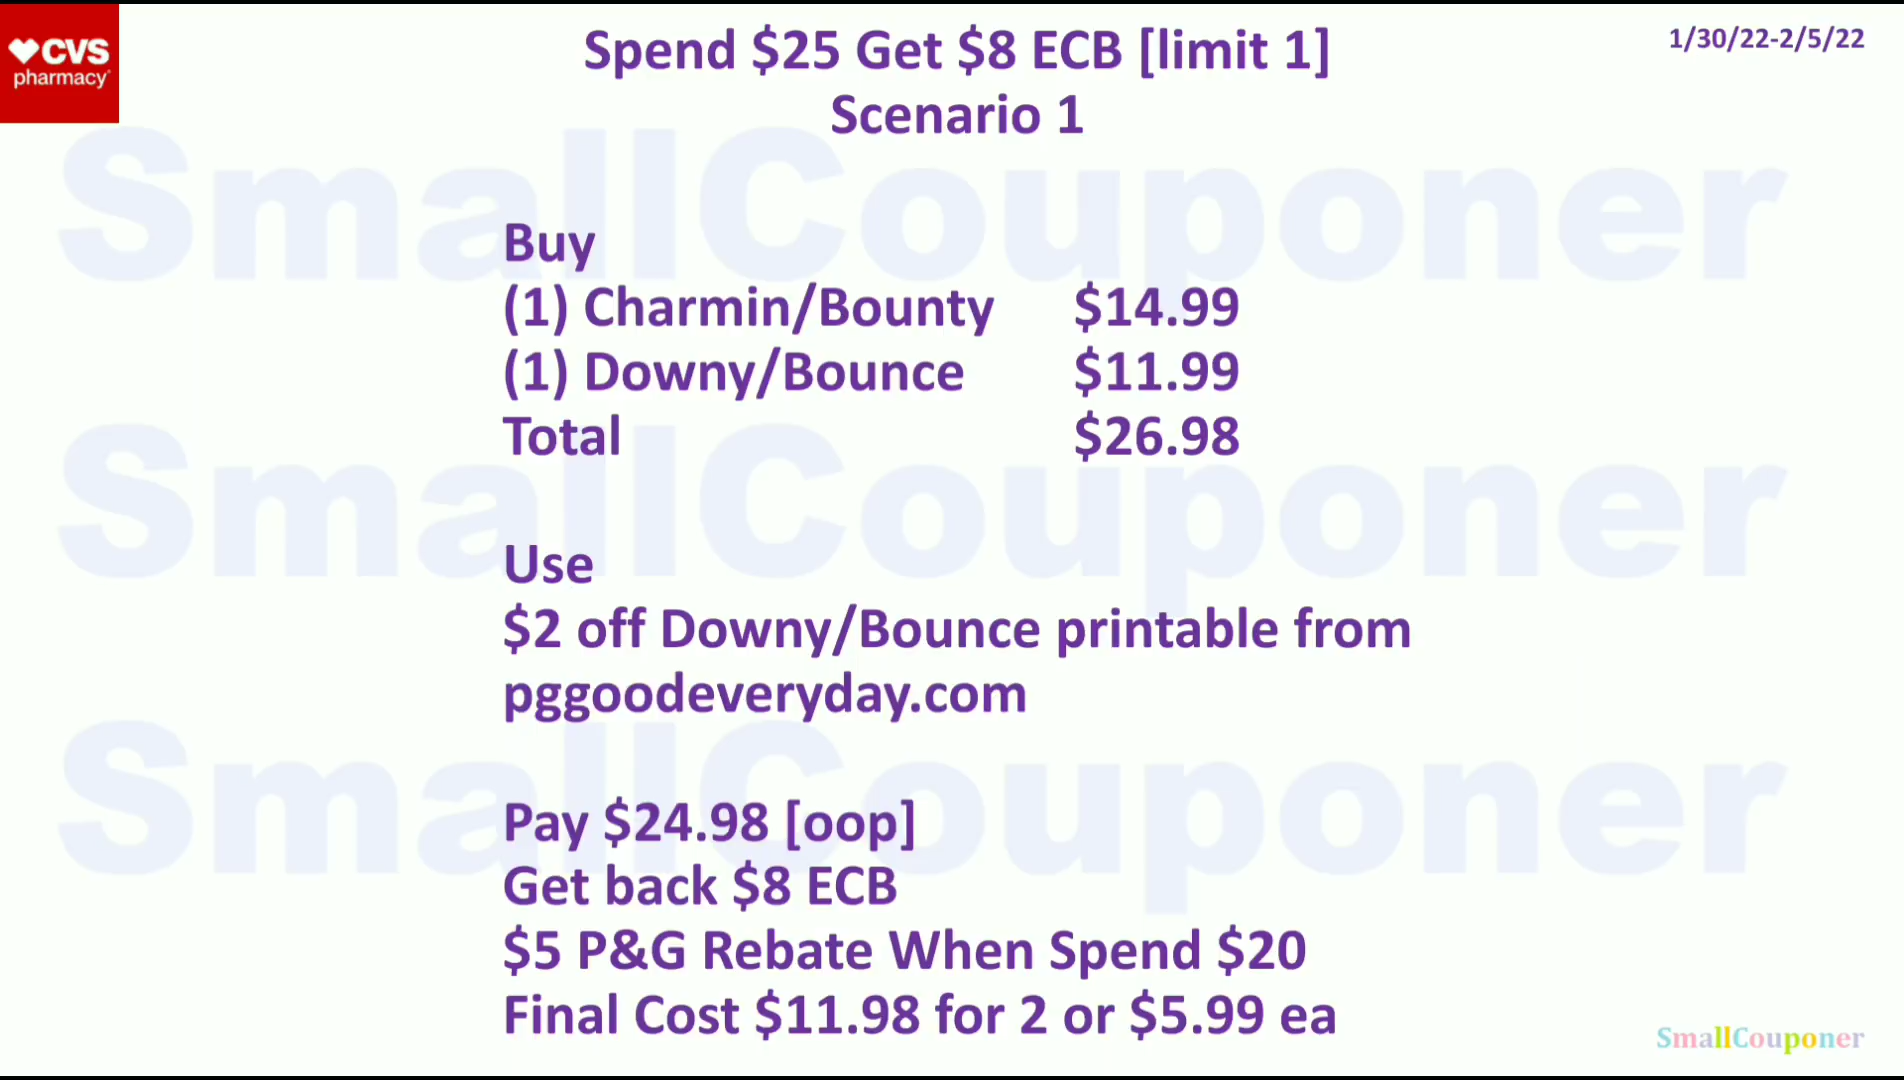 CVS
pharmacy
Spend $25 Get $8 ECB [limit 1]
Scenario 1
1/30/22-2/5/22
SmallCouponer
Buy
(1) Charmin/Bounty $14.99
(1) Downy/Bounce $11.99
Total $26.98
SmallCouponer
Use
$2 off Downy/Bounce printable from
pggoodeveryday.com
SmallCouponer
Pay $24.98 [oop]
Get back $8 ECB
$5 P&G Rebate When Spend $20
Final Cost $11.98 for 2 or $5.99 ea
SmallCouponer